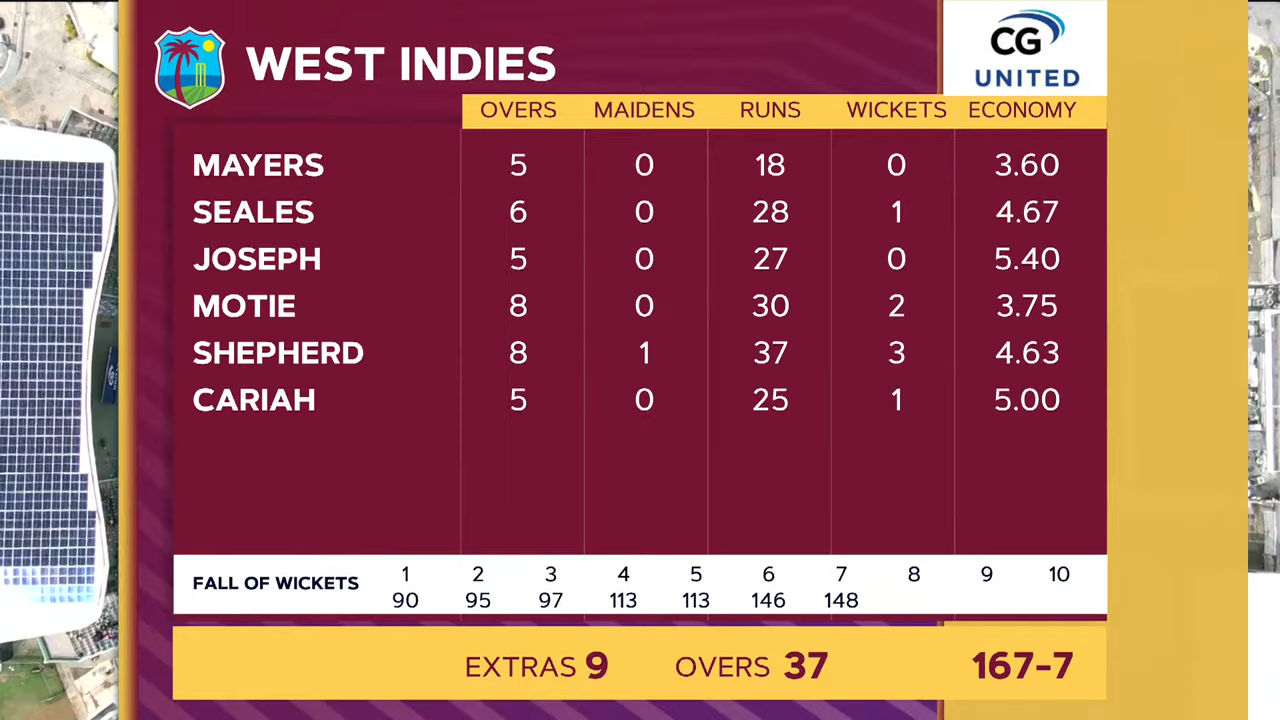 WEST INDIES
CG
UNITED
OVERS MAIDENS RUNS WICKETS ECONOMY
MAYERS 5 0 18 0 3.60
SEALES 6 0 28 1 4.67
JOSEPH 5 0 27 0 5.40
MOTIE 8 0 30 2 3.75
SHEPHERD 8 1 37 3 4.63
CARIAH 5 0 25 1 5.00
FALL OF WICKETS 1 2 3 4 5 6 7 8 9 10
90 95 97 113 113 146 148
EXTRAS 9 OVERS 37 167-7